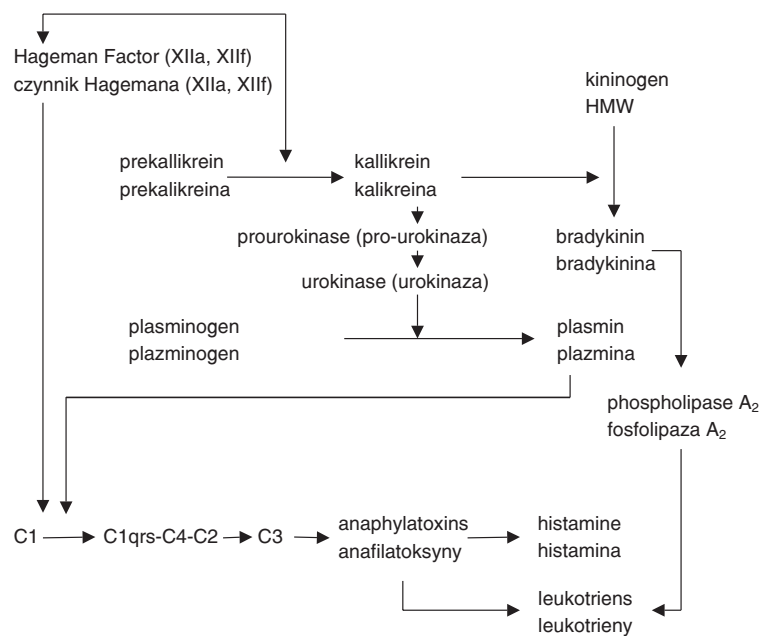 Hageman Factor (XIIa, XIIf)
czynnik Hagemana (XIIa, XIIf)
kininogen
HMW
prekallikrein
prekalikreina
kallikrein
kalikreina
prourokinase (pro-urokinaza)
bradykinin
bradykinina
urokinase (urokinaza)
plasminogen
plazminogen
plasmin
plazmina
phospholipase A₂
fosfolipaza A₂
C1
C1qrs-C4-C2
C3
anaphylatoxins
anafilatoksyny
histamine
histamina
leukotriens
leukotrieny